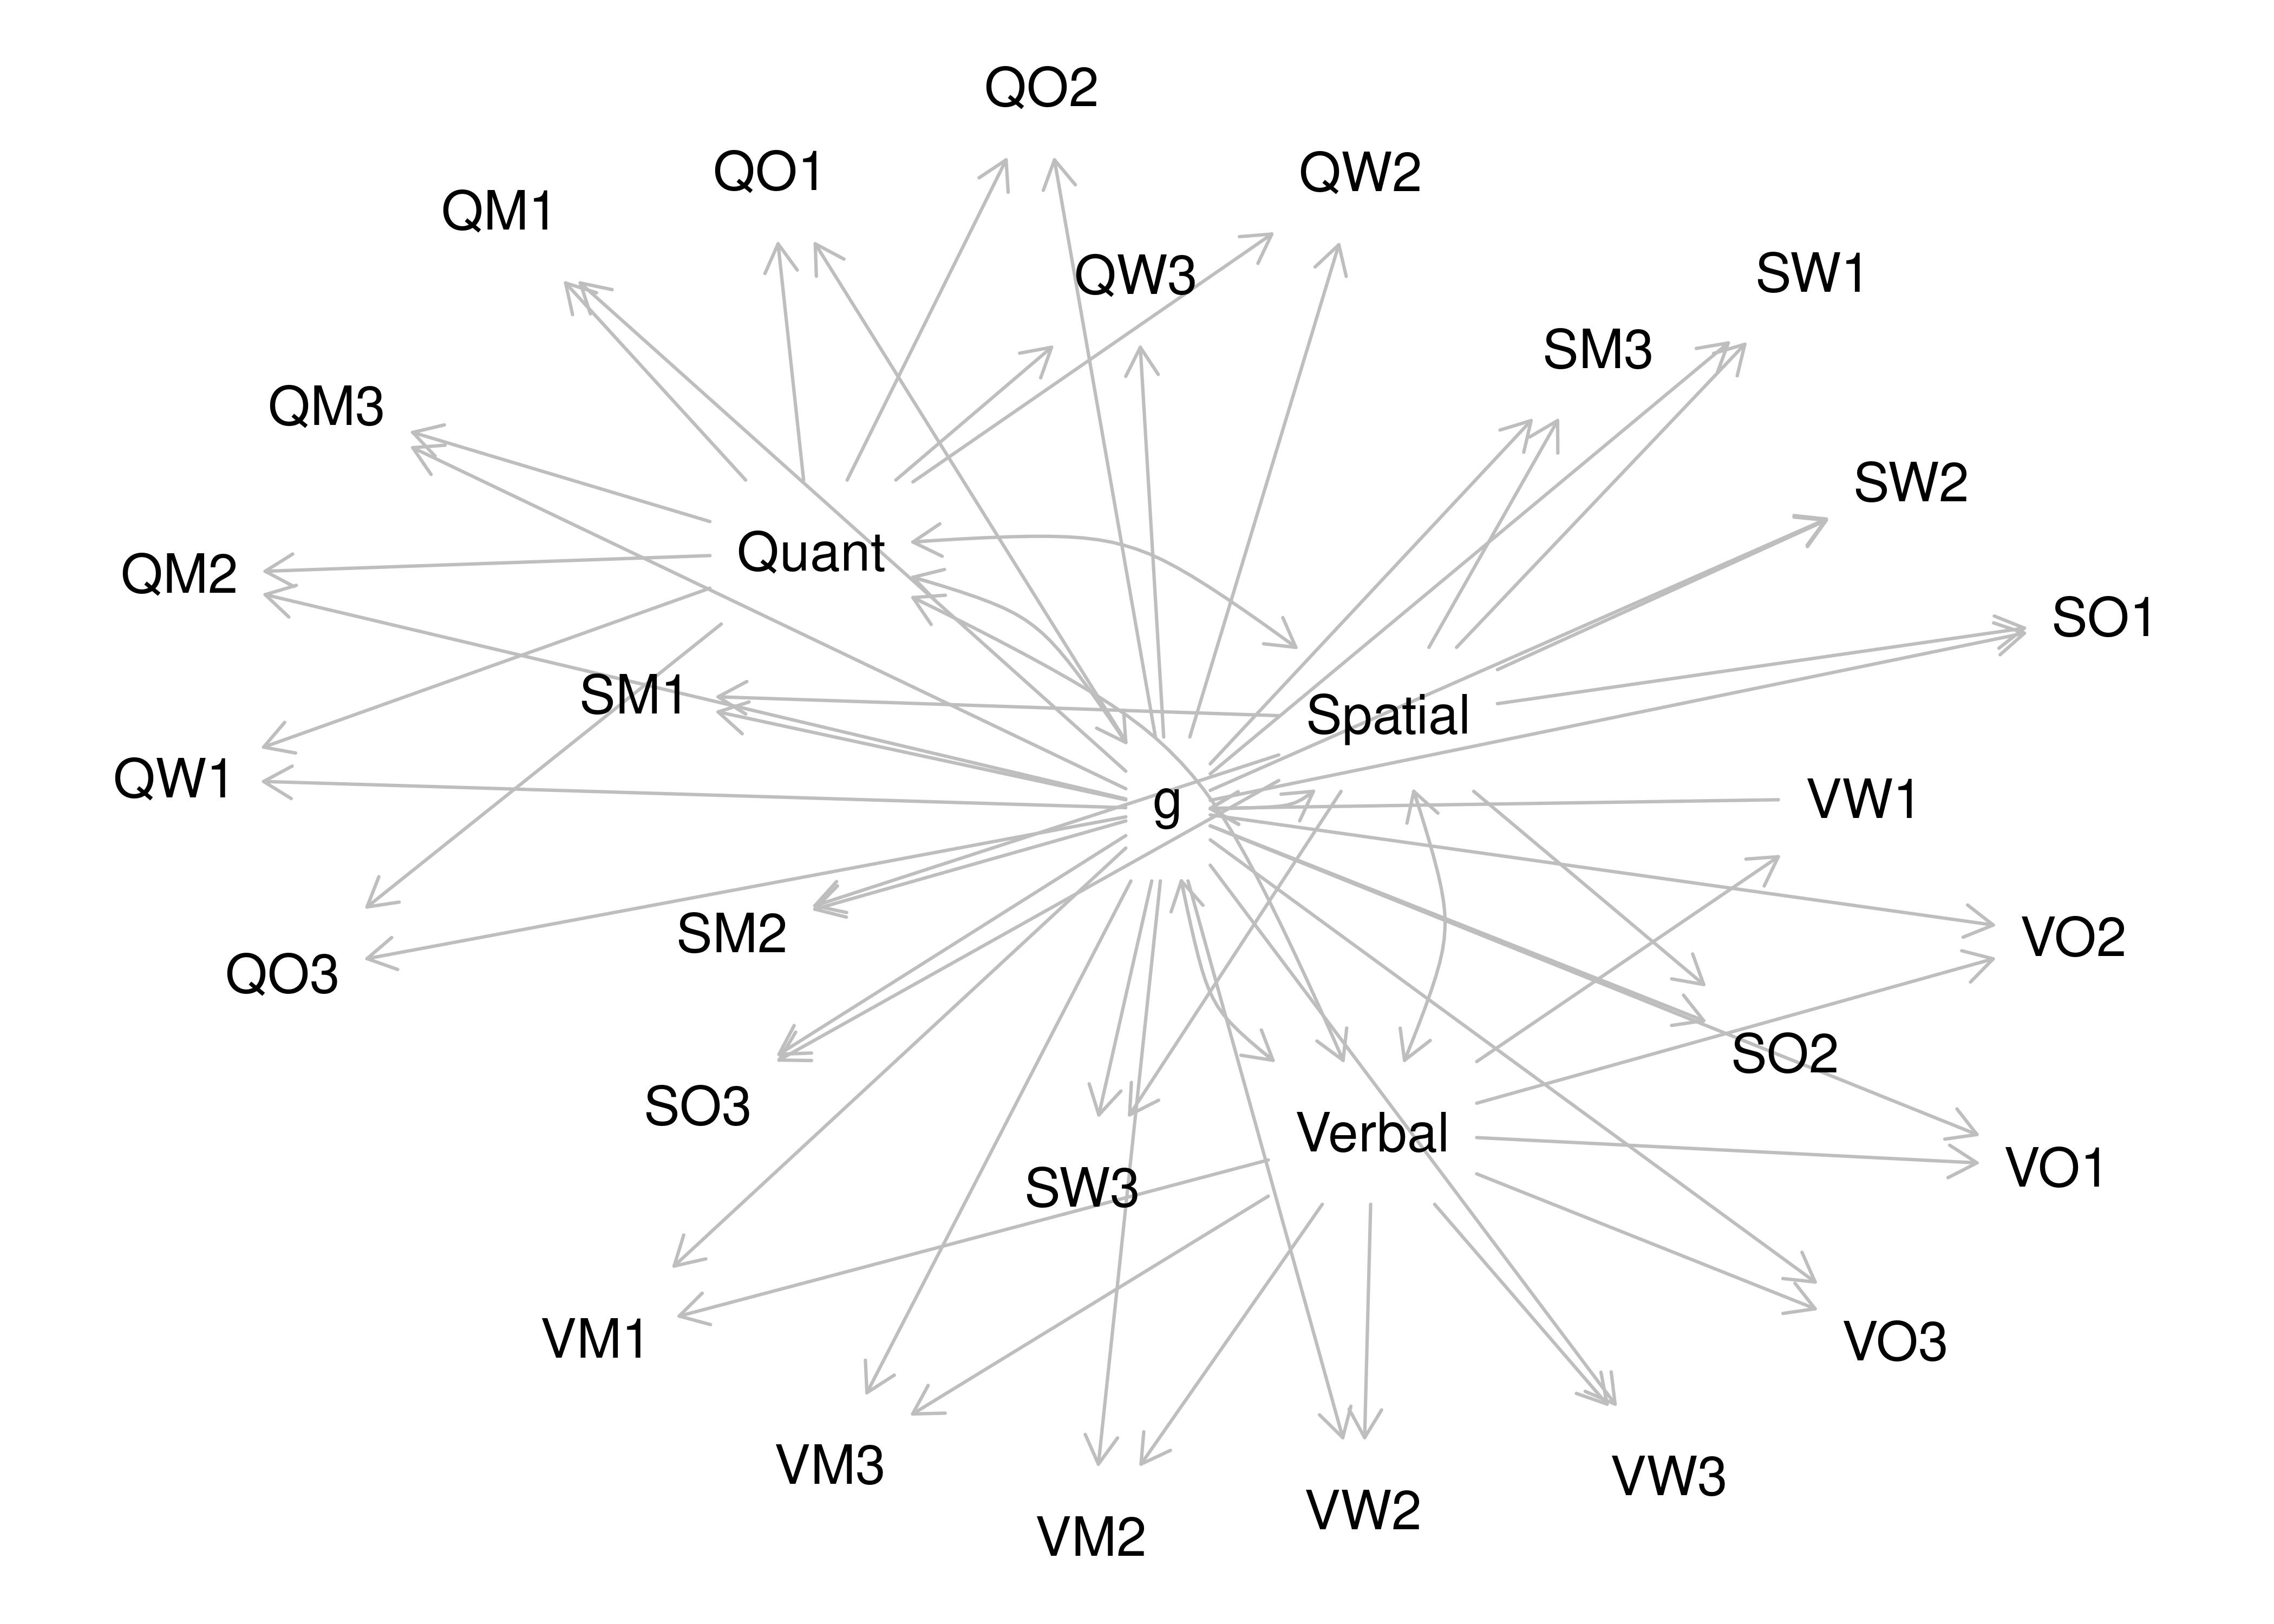 QO2
QO1
QW2
QM1
QW3
SW1
SM3
QM3
SW2
Quant
QM2
SO1
SM1
Spatial
QW1
g
VW1
SM2
VO2
QO3
SO2
SO3
Verbal
VO1
SW3
VM1
VO3
VM3
VW3
VW2
VM2